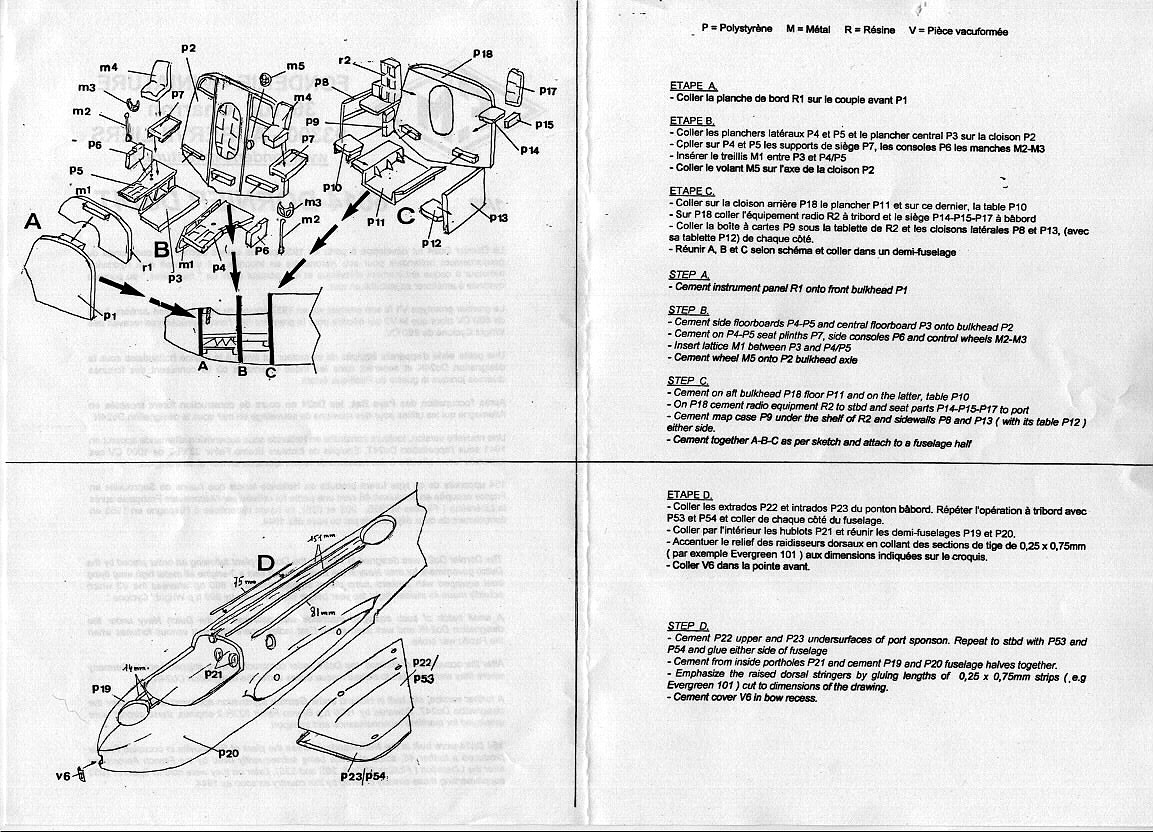 P = Polystyrène M = Métal R = Résine V = Pièce vacuformée
ETAPE A.
- Coller la planche de bord R1 sur le couple avant P1
ETAPE B.
- Coller les planchers latéraux P4 et P5 et le plancher central P3 sur la cloison P2
- Cpller sur P4 et P5 les supports de siège P7, les consoles P6 les manches M2-M3
- Insérer le treillis M1 entre P3 et P4/P5
- Coller le volant M5 sur l'axe de la cloison P2
ETAPE C.
- Coller sur la cloison arrière P18 le plancher P11 et sur ce dernier, la table P10
- Sur P18 coller l'équipement radio R2 à tribord et le siège P14-P15-P17 à bâbord
- Coller la boîte à cartes P9 sous la tablette de R2 et les cloisons latérales P8 et P13, (avec
sa tablette P12) de chaque côté.
- Réunir A, B et C selon schéma et coller dans un demi-fuselage
STEP A.
- Cement instrument panel R1 onto front bulkhead P1
STEP B.
- Cement side floorboards P4-P5 and central floorboard P3 onto bulkhead P2
- Cement on P4-P5 seat plinths P7, side consoles P6 and control wheels M2-M3
- Insert lattice M1 between P3 and P4/P5
- Cement wheel M5 onto P2 bulkhead axle
STEP C.
- Cement on aft bulkhead P18 floor P11 and on the latter, table P10
- On P18 cement radio equipment R2 to stbd and seat parts P14-P15-P17 to port
- Cement map case P9 under the shelf of R2 and sidewalls P8 and P13 ( with its table P12 )
either side.
- Cement together A-B-C as per sketch and attach to a fuselage half
ETAPE D.
- Coller les extrados P22 et intrados P23 du ponton bâbord. Répéter l'opération à tribord avec
P53 et P54 et coller de chaque côté du fuselage.
- Coller par l'intérieur les hublots P21 et réunir les demi-fuselages P19 et P20.
- Accentuer le relief des raidisseurs dorsaux en collant des sections de tige de 0,25 x 0,75mm
( par exemple Evergreen 101 ) aux dimensions indiquées sur le croquis.
- Coller V6 dans la pointe avant.
STEP D.
- Cement P22 upper and P23 undersurfaces of port sponson. Repeat to stbd with P53 and
P54 and glue either side of fuselage
- Cement from inside portholes P21 and cement P19 and P20 fuselage halves together.
- Emphasize the raised dorsal stringers by gluing lengths of 0,25 x 0,75mm strips ( .e.g
Evergreen 101 ) cut to dimensions of the drawing.
- Cement cover V6 in bow recess.
p2
m4
m3
m2
p7
p6
p5
m1
A
r1
p1
B
p3
m1
p4
p6
m5
m4
p7
m3
m2
r2
p8
p9
p10
p11
C
p12
p13
p14
p15
p17
p18
A
B
C
D
151mm
75mm
81mm
14mm
P21
P19
P20
V6
P22/
P53
P23/P54